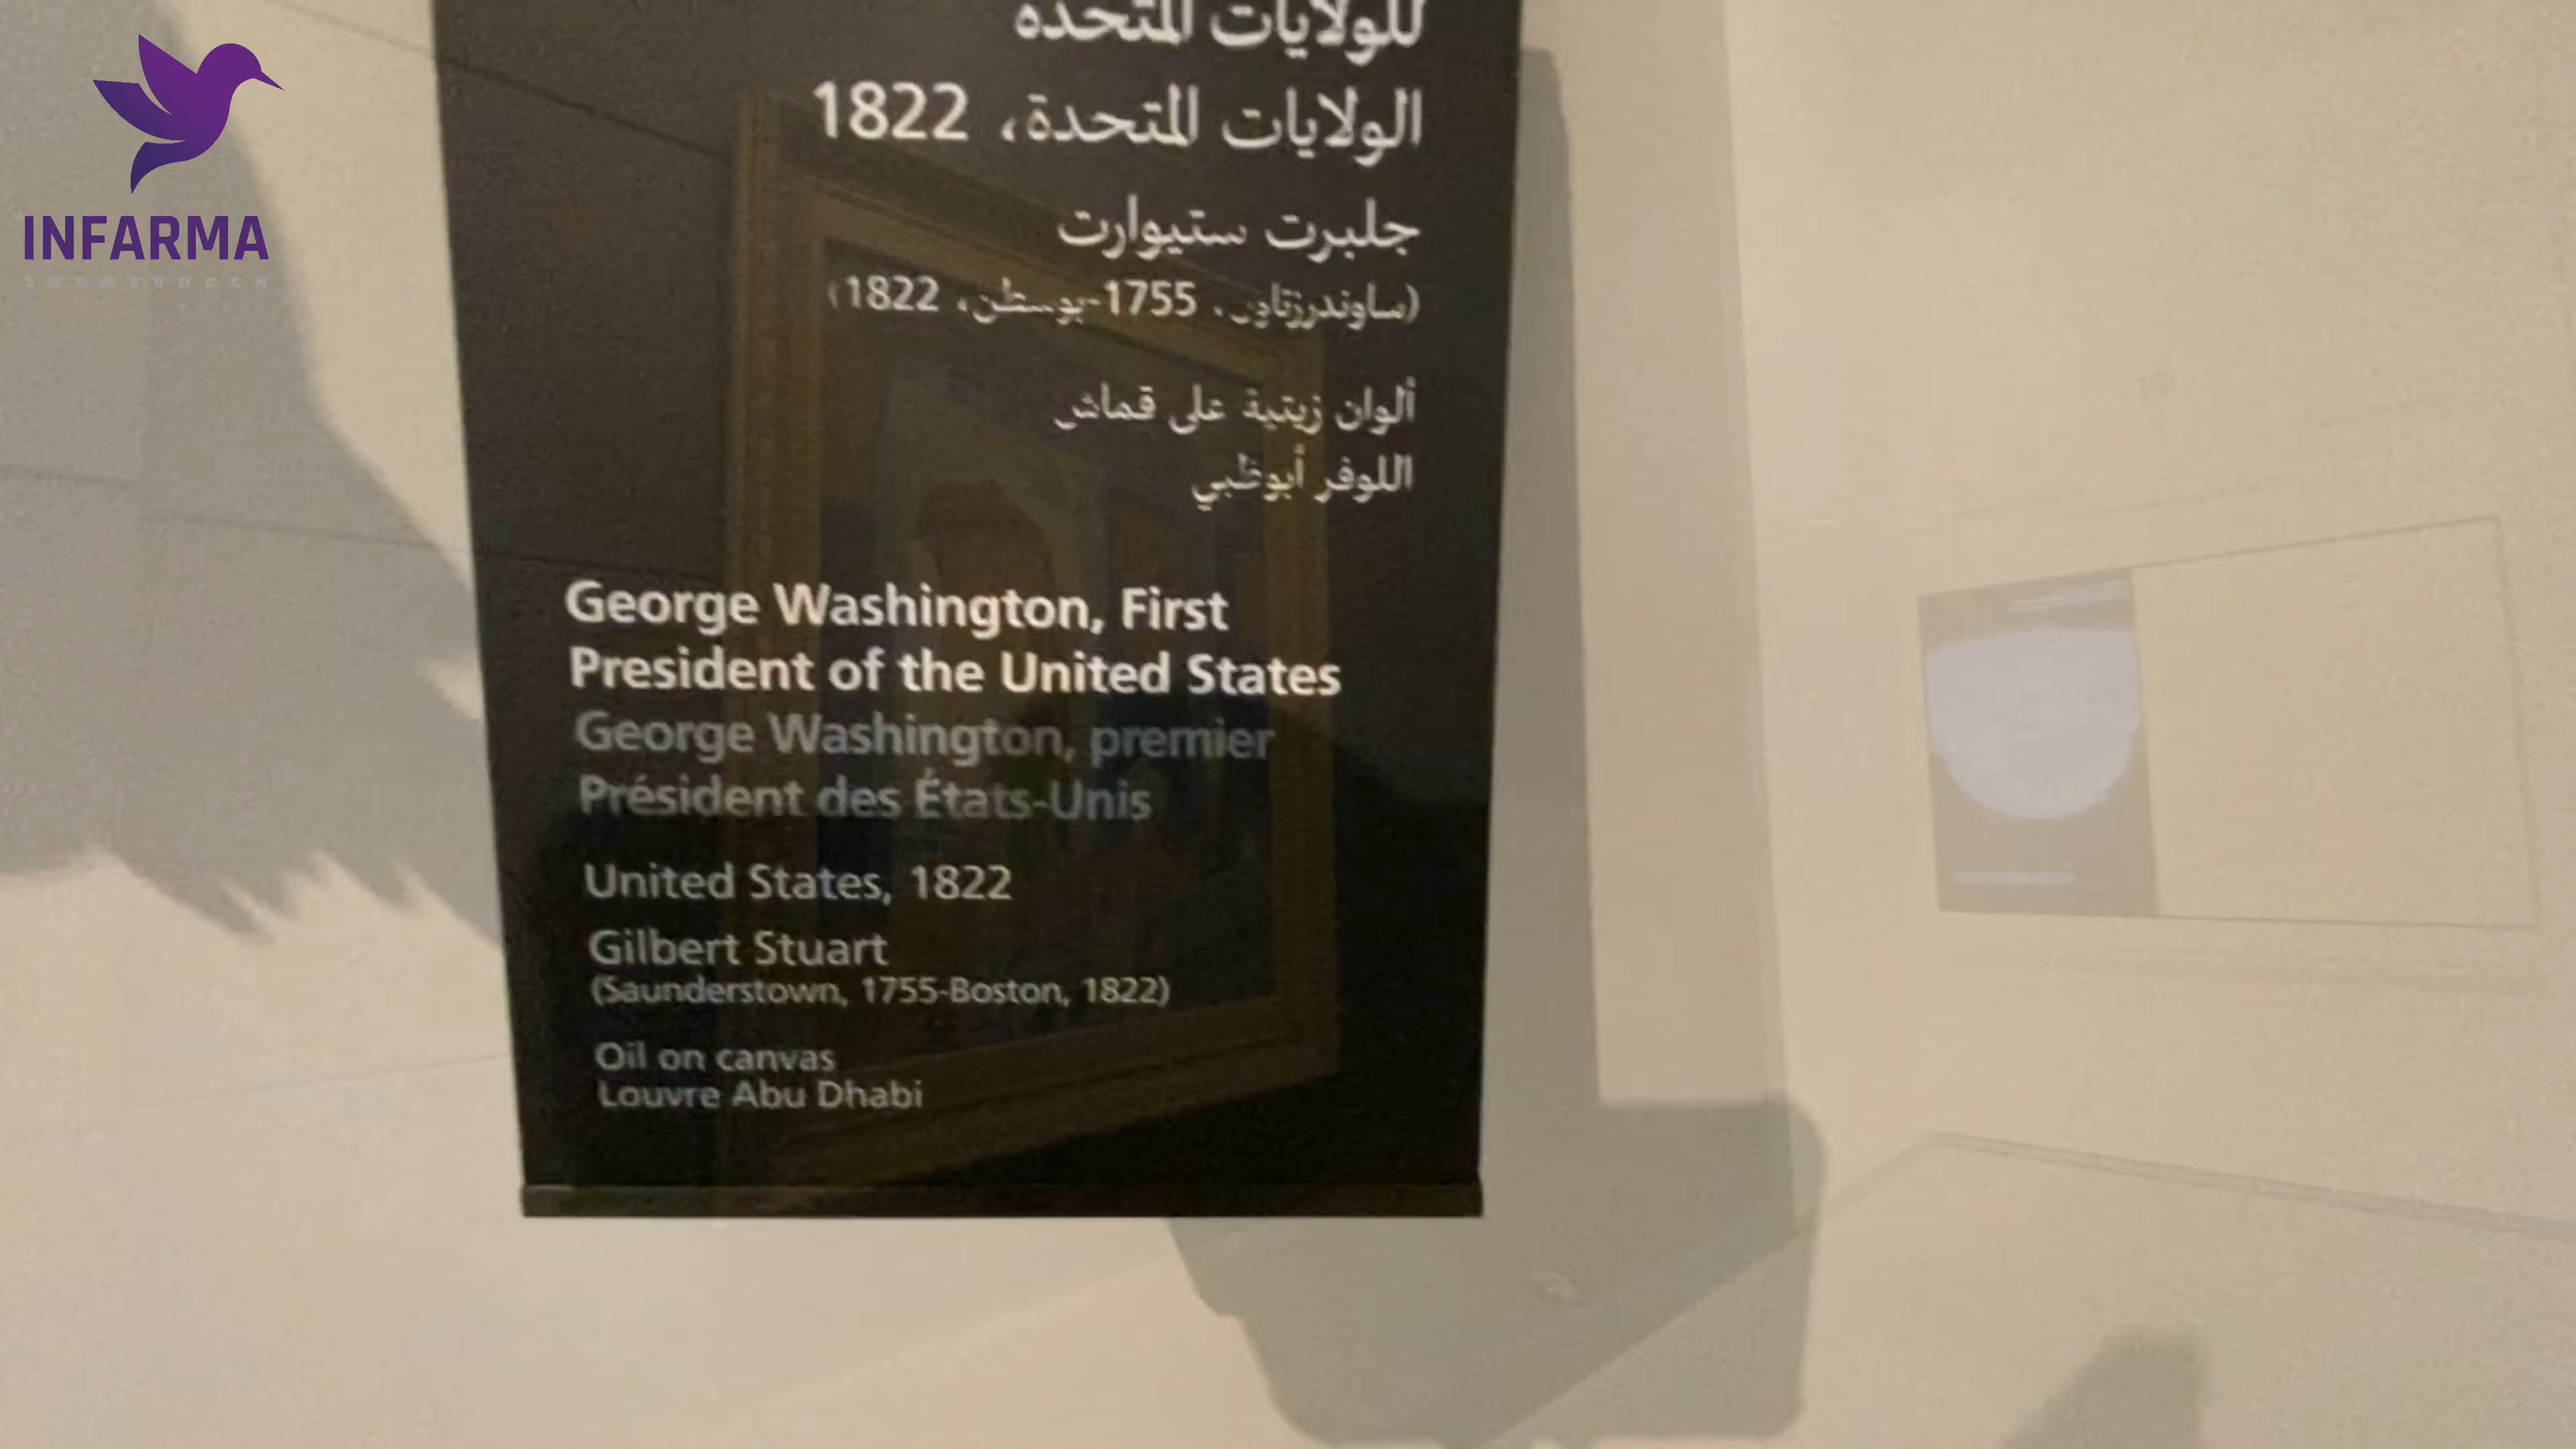 INFARMA
للولايات المتحدة
الولايات المتحدة، 1822
جلبرت ستيوارت
(ساوندرزتاون، 1755-بوسطن، 1822)
ألوان زيتية على قماش
اللوفر أبوظبي
George Washington, First
President of the United States
George Washington, premier
Président des États-Unis
United States, 1822
Gilbert Stuart
(Saunderstown, 1755-Boston, 1822)
Oil on canvas
Louvre Abu Dhabi